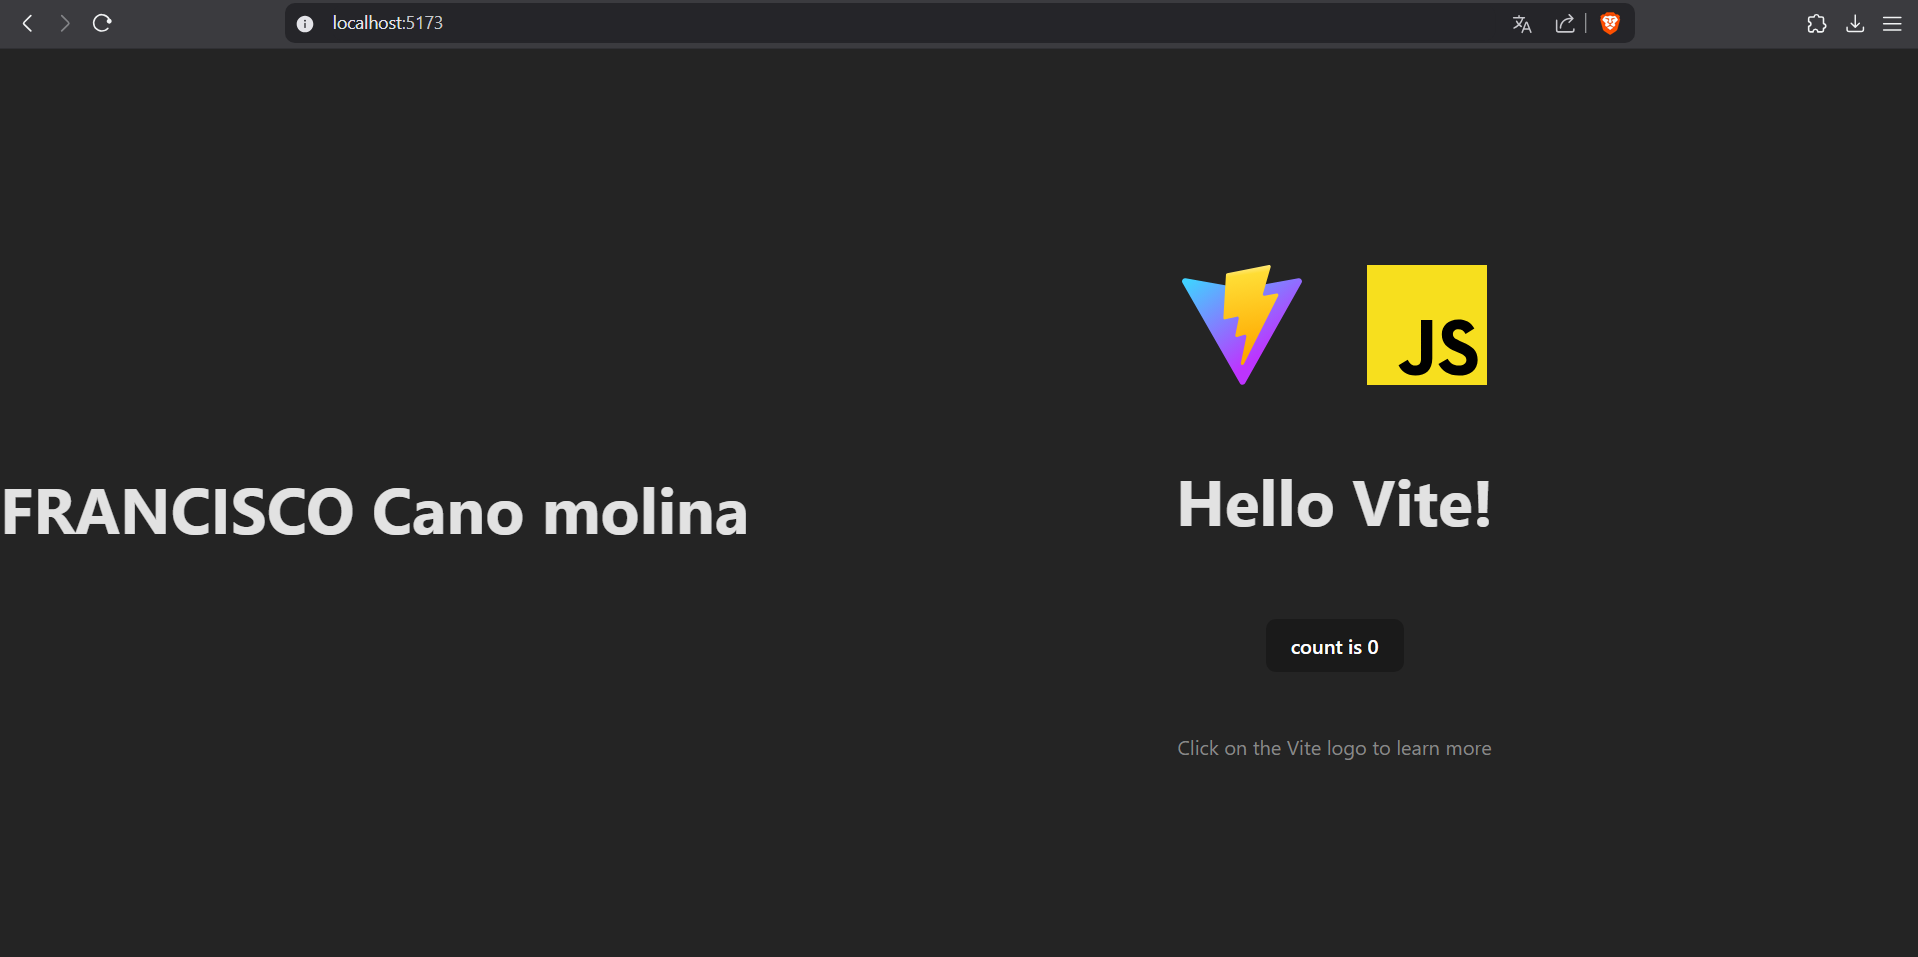 localhost:5173
JS
FRANCISCO Cano molina
Hello Vite!
count is 0
Click on the Vite logo to learn more